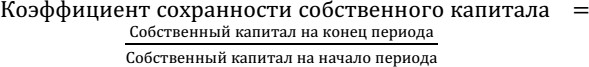 Коэффициент сохранности собственного капитала =
Собственный капитал на конец периода
Собственный капитал на начало периода